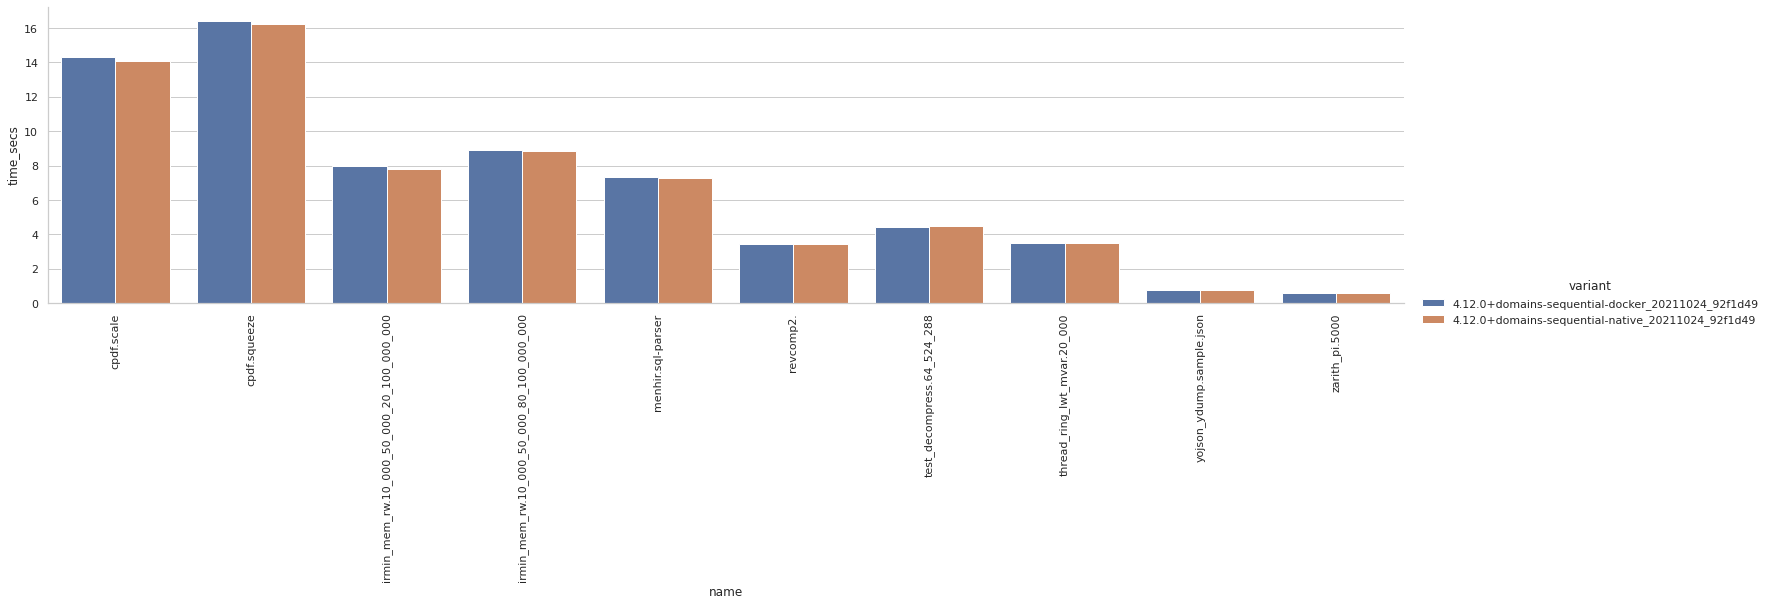 time_secs
16
14
12
10
8
6
4
2
0
cpdf.scale
cpdf.squeeze
irmin_mem_rw.10_000_50_000_20_100_000_000
irmin_mem_rw.10_000_50_000_80_100_000_000
menhir.sql-parser
revcomp2.
test_decompress.64_524_288
thread_ring_lwt_mvar.20_000
yojson_ydump.sample.json
zarith_pi.5000
name
variant
4.12.0+domains-sequential-docker_20211024_92f1d49
4.12.0+domains-sequential-native_20211024_92f1d49